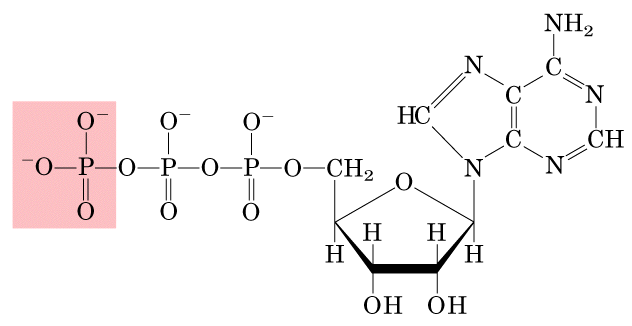 NH₂
N C N
HC C C CH N
O⁻ O⁻ O⁻
⁻O P O P O P O CH₂ O N
O O O
H H H H
OH OH